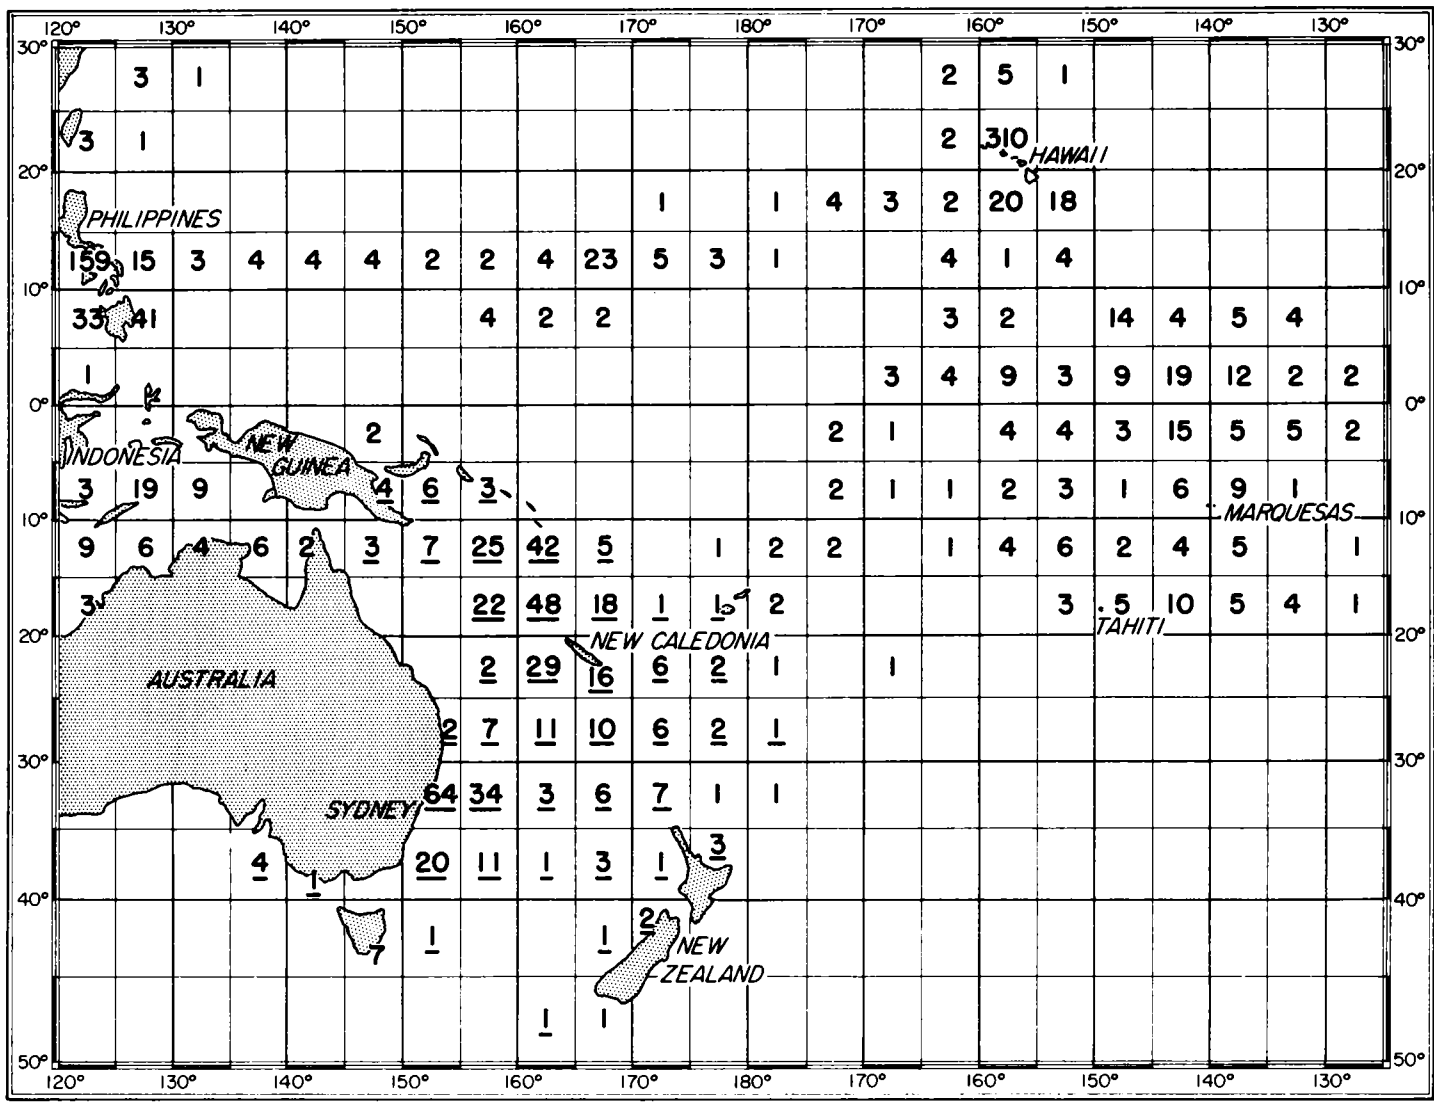 120° 130° 140° 150° 160° 170° 180° 170° 160° 150° 140° 130°
30° 30°
3 1 2 5 1
3 1 2 310
HAWAII
20° 20°
1 1 4 3 2 20 18
PHILIPPINES
159 15 3 4 4 4 2 2 4 23 5 3 1 4 1 4
10° 10°
33 41 4 2 2 3 2 14 4 5 4
1 3 4 9 3 9 19 12 2 2
0° 0°
2 2 1 4 4 3 15 5 5 2
NEW
GUINEA
INDONESIA
3 19 9 4 6 3 2 1 1 2 3 1 6 9 1
MARQUESAS
10° 10°
9 6 4 6 2 3 7 25 42 5 1 2 2 1 4 6 2 4 5 1
3 22 48 18 1 1 2 3 5 10 5 4 1
TAHITI
20° 20°
NEW CALEDONIA
2 29 16 6 2 1 1
AUSTRALIA
2 7 11 10 6 2 1
30° 30°
SYDNEY 64 34 3 6 7 1 1
4 1 20 11 1 3 1 3
40° 40°
7 1 1 2
NEW
ZEALAND
1 1
50° 50°
120° 130° 140° 150° 160° 170° 180° 170° 160° 150° 140° 130°